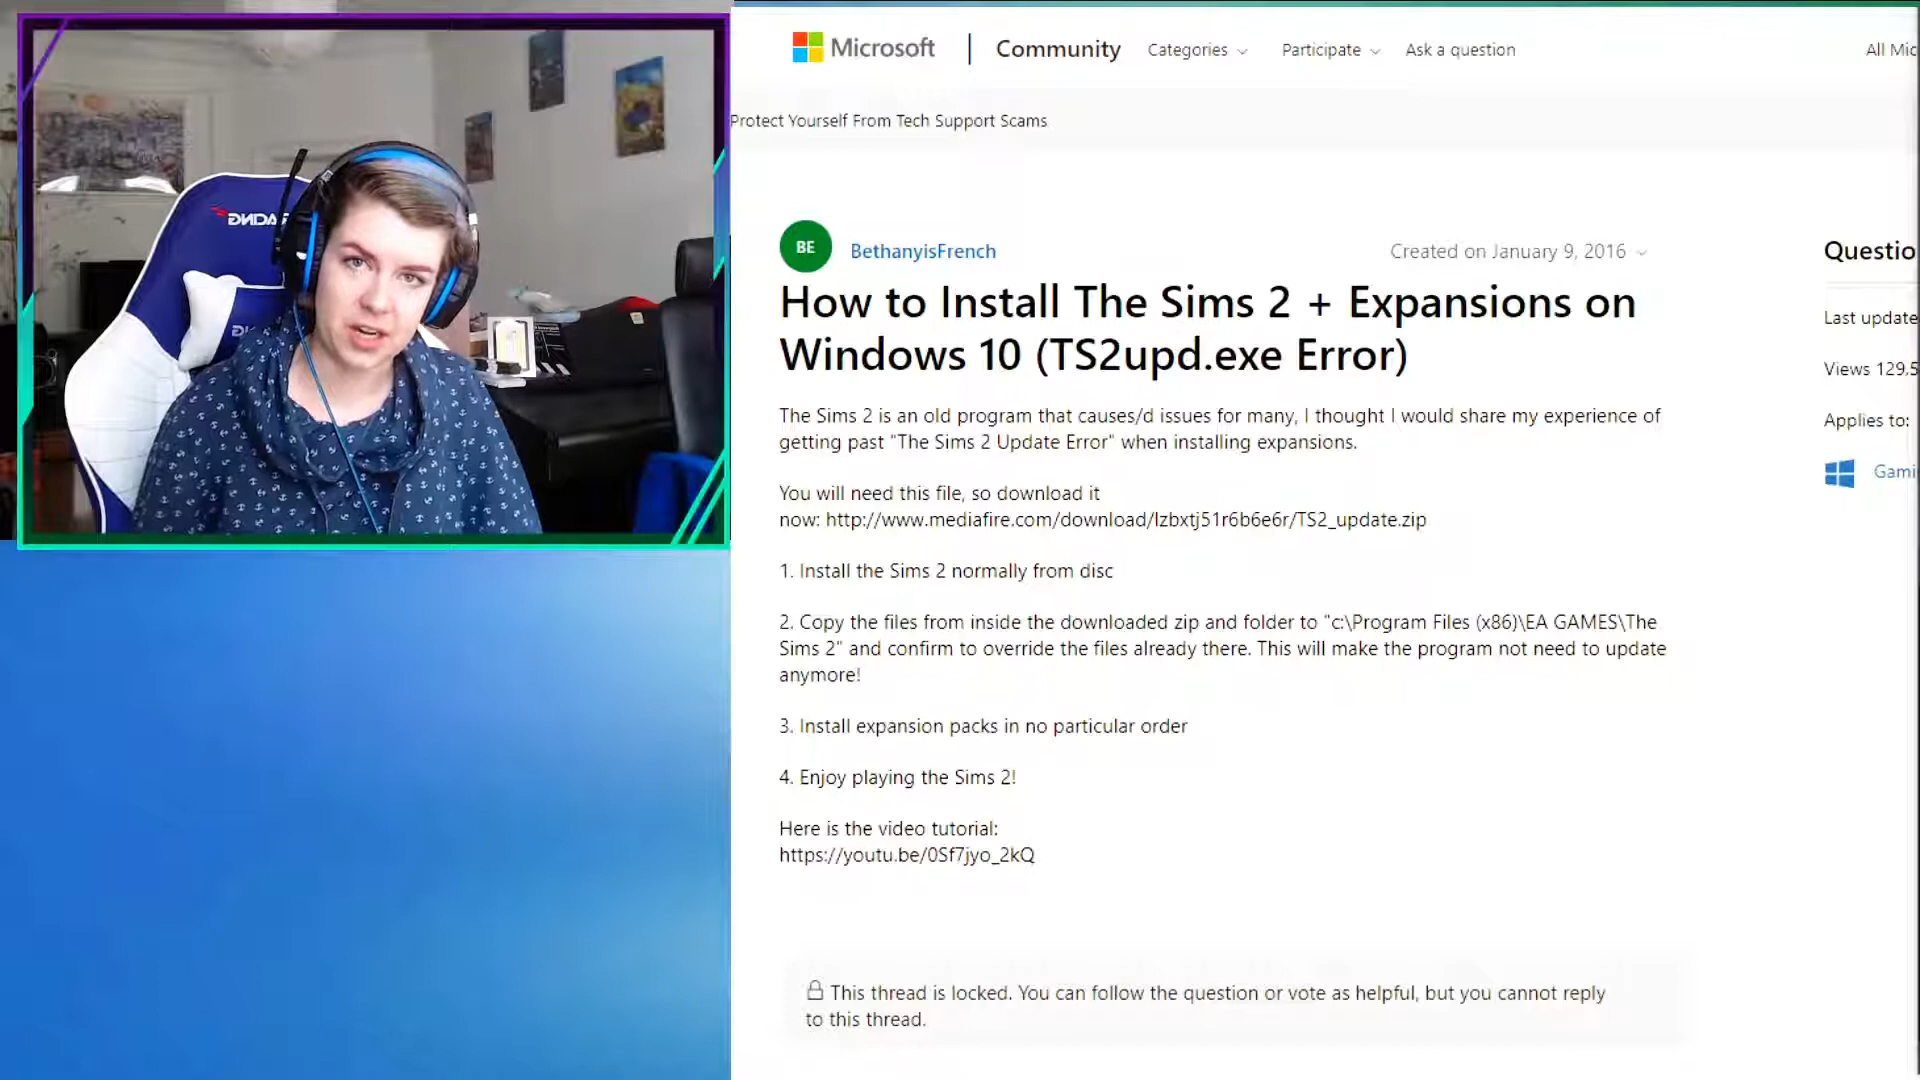 Microsoft
Community
Categories
Participate
Ask a question
All Mic
Protect Yourself From Tech Support Scams
BE
BethanyisFrench
Created on January 9, 2016
How to Install The Sims 2 + Expansions on
Windows 10 (TS2upd.exe Error)
The Sims 2 is an old program that causes/d issues for many, I thought I would share my experience of
getting past "The Sims 2 Update Error" when installing expansions.
You will need this file, so download it
now: http://www.mediafire.com/download/lzbxtj51r6b6e6r/TS2_update.zip
1. Install the Sims 2 normally from disc
2. Copy the files from inside the downloaded zip and folder to "c:\Program Files (x86)\EA GAMES\The
Sims 2" and confirm to override the files already there. This will make the program not need to update
anymore!
3. Install expansion packs in no particular order
4. Enjoy playing the Sims 2!
Here is the video tutorial:
https://youtu.be/0Sf7jyo_2kQ
This thread is locked. You can follow the question or vote as helpful, but you cannot reply
to this thread.
Questio
Last update
Views 129,5
Applies to:
Gami